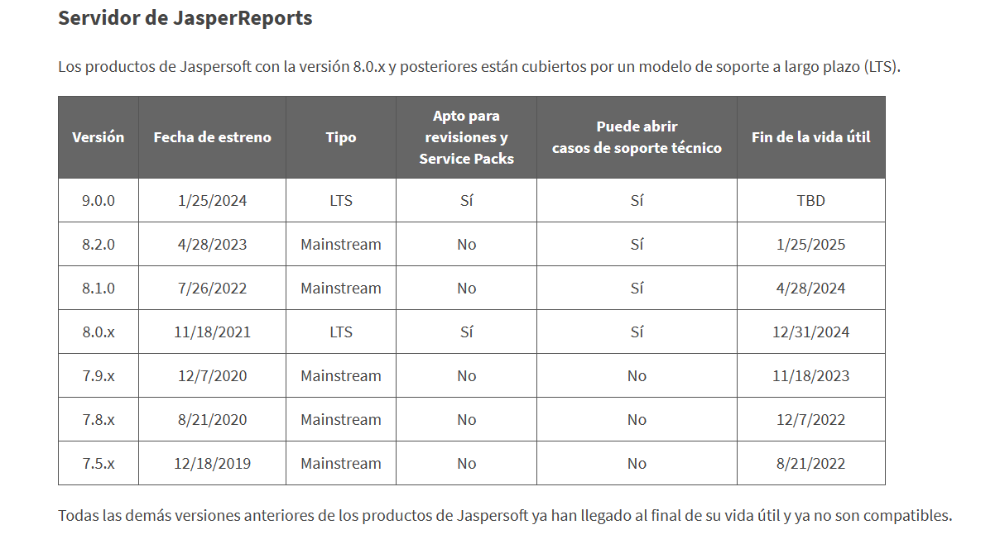 Servidor de JasperReports
Los productos de Jaspersoft con la versión 8.0.x y posteriores están cubiertos por un modelo de soporte a largo plazo (LTS).
Versión Fecha de estreno Tipo Apto para revisiones y Service Packs Puede abrir casos de soporte técnico Fin de la vida útil
9.0.0 1/25/2024 LTS Sí Sí TBD
8.2.0 4/28/2023 Mainstream No Sí 1/25/2025
8.1.0 7/26/2022 Mainstream No Sí 4/28/2024
8.0.x 11/18/2021 LTS Sí Sí 12/31/2024
7.9.x 12/7/2020 Mainstream No No 11/18/2023
7.8.x 8/21/2020 Mainstream No No 12/7/2022
7.5.x 12/18/2019 Mainstream No No 8/21/2022
Todas las demás versiones anteriores de los productos de Jaspersoft ya han llegado al final de su vida útil y ya no son compatibles.